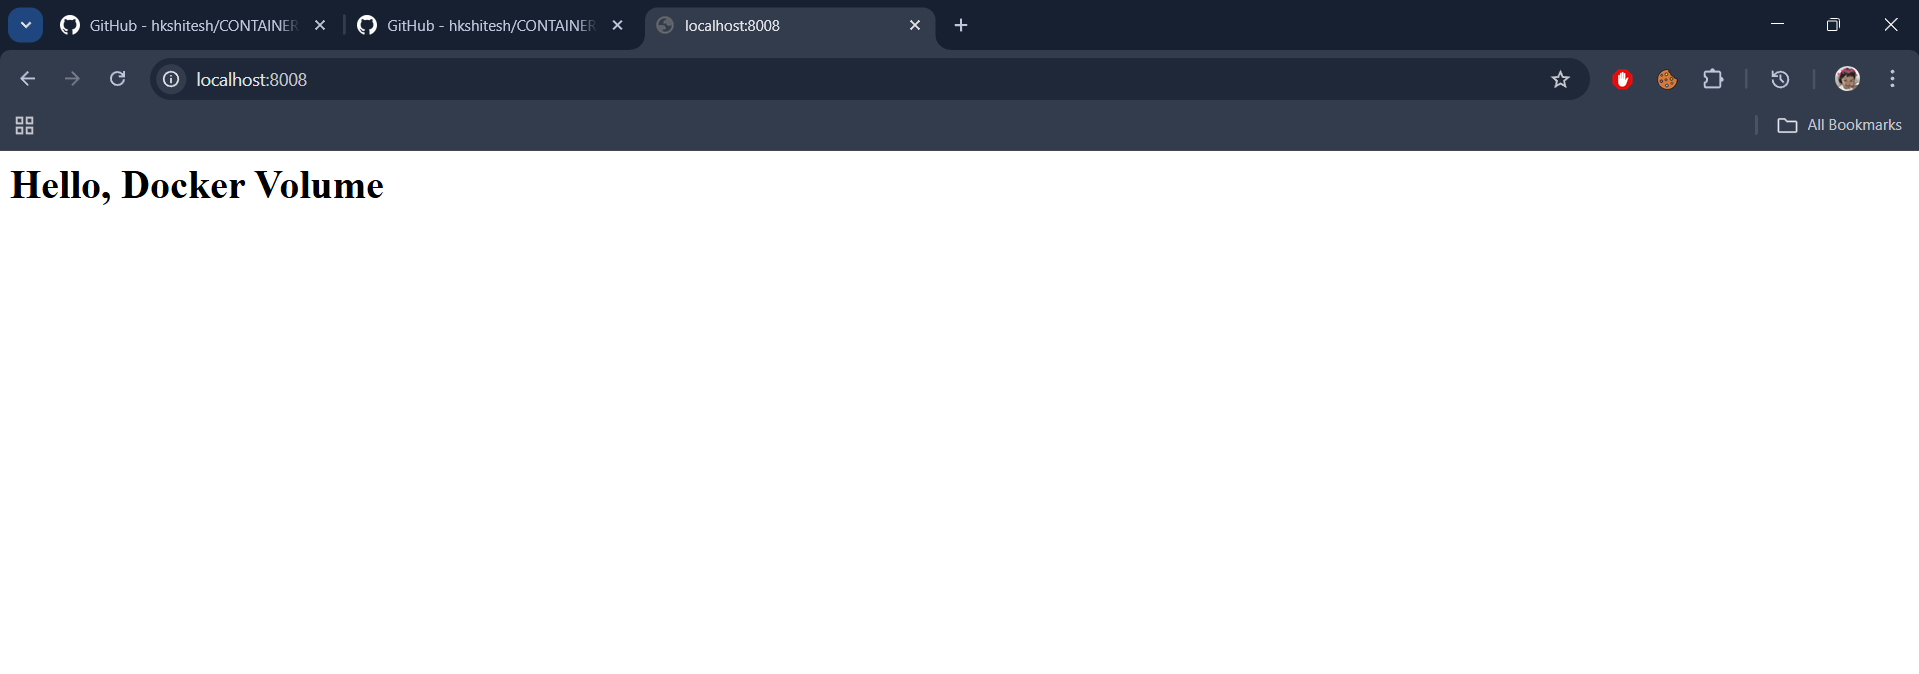 GitHub - hkshitesh/CONTAINER
GitHub - hkshitesh/CONTAINER
localhost:8008
localhost:8008
All Bookmarks
Hello, Docker Volume